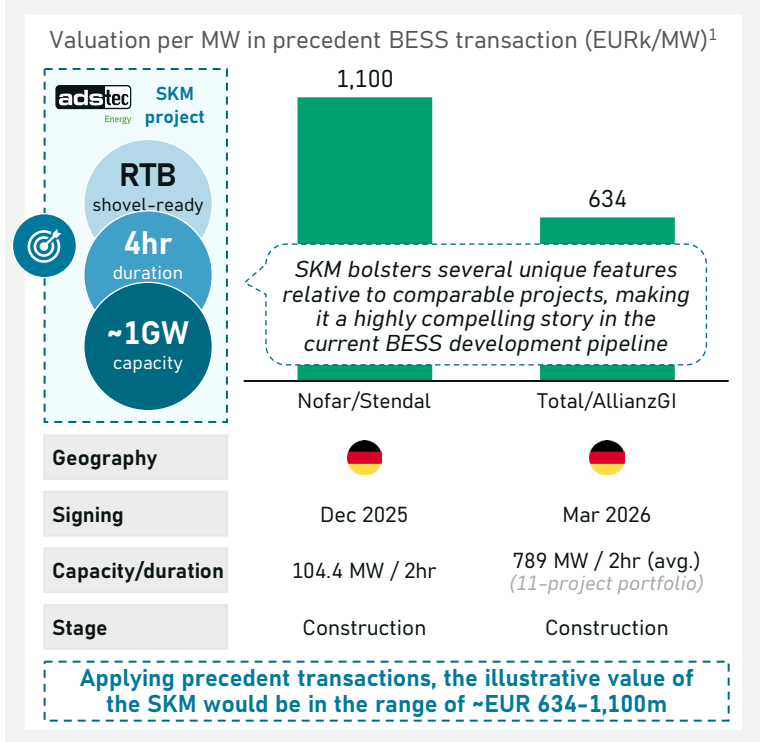 Valuation per MW in precedent BESS transaction (EURk/MW)1
adstec
Energy
SKM
project
RTB
shovel-ready
4hr
duration
~1GW
capacity
1,100
634
SKM bolsters several unique features
relative to comparable projects, making
it a highly compelling story in the
current BESS development pipeline
Nofar/Stendal
Total/AllianzGI
Geography
Signing
Dec 2025
Mar 2026
Capacity/duration
104.4 MW / 2hr
789 MW / 2hr (avg.)
(11-project portfolio)
Stage
Construction
Construction
Applying precedent transactions, the illustrative value of
the SKM would be in the range of ~EUR 634-1,100m